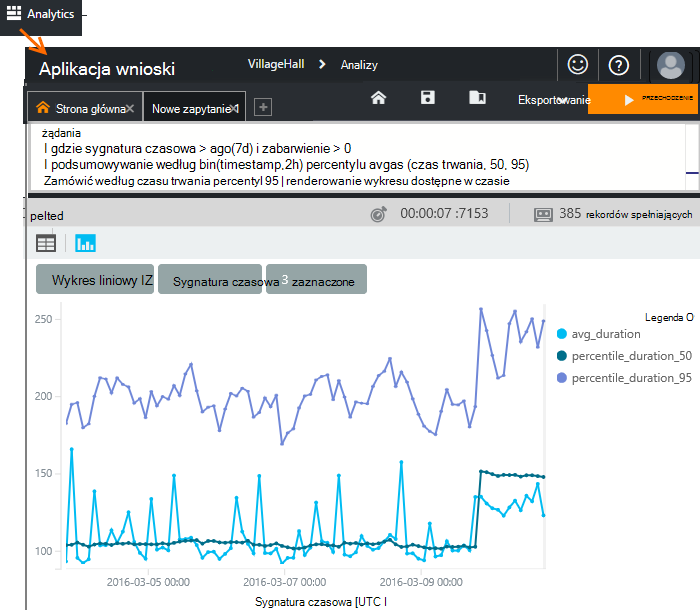 Analytics
Aplikacja wnioski
VillageHall
Analizy
Strona główna
Nowe zapytanie1
Eksportowanie
PRZECHODZENIE
żądania
I gdzie sygnatura czasowa > ago(7d) i zabarwienie > 0
I podsumowywanie według bin(timestamp,2h) percentylu avgas (czas trwania, 50, 95)
Zamówić według czasu trwania percentyl 95 | renderowanie wykresu dostępne w czasie
pelted
00:00:07 :7153
385 rekordów spełniających
Wykres liniowy IZ
Sygnatura czasowa
3 zaznaczone
Legenda O
avg_duration
percentile_duration_50
percentile_duration_95
250
200
150
100
2016-03-05 00:00
2016-03-07 00:00
2016-03-09 00:00
Sygnatura czasowa [UTC I